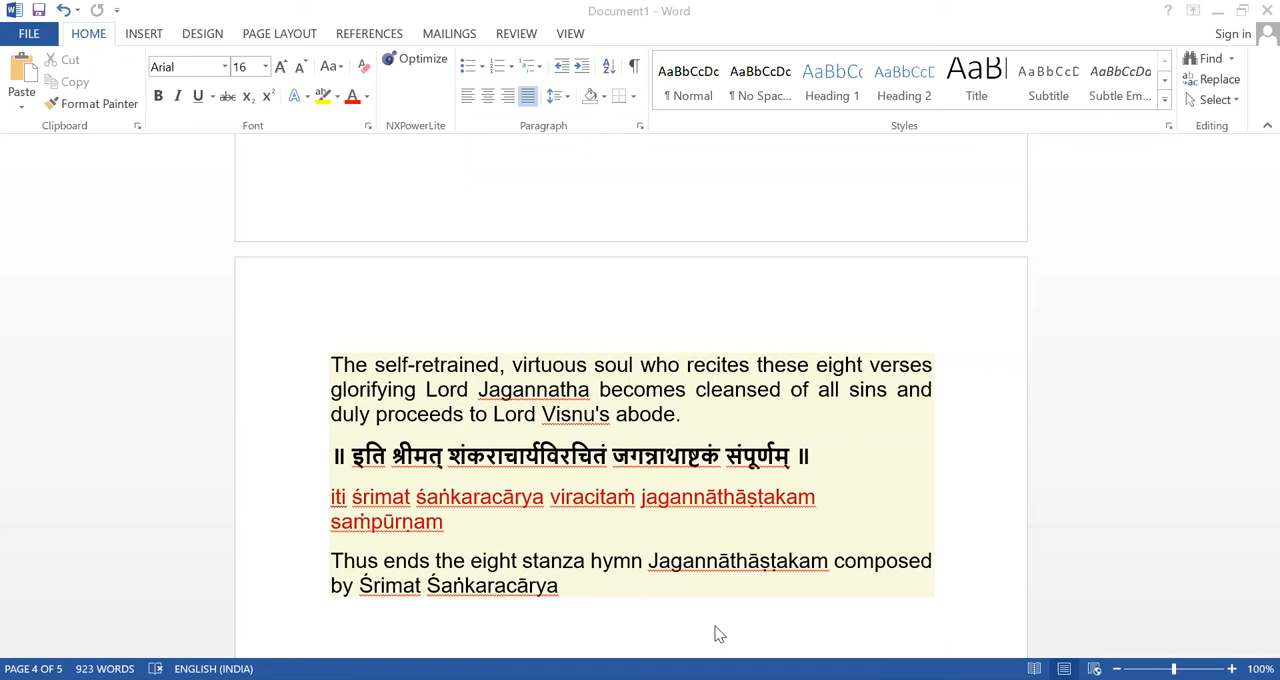 Document1 - Word
Sign in
FILE HOME INSERT DESIGN PAGE LAYOUT REFERENCES MAILINGS REVIEW VIEW
Paste
Cut
Copy
Format Painter
Clipboard
Arial 16
Font
Optimize
NXPowerLite
Paragraph
AaBbCcDc AaBbCcDc AaBbCc AaBbCcC AaB AaBbCcD AaBbCcDa
¶ Normal ¶ No Spac... Heading 1 Heading 2 Title Subtitle Subtle Em...
Styles
Find
Replace
Select
Editing
The self-retrained, virtuous soul who recites these eight verses
glorifying Lord Jagannatha becomes cleansed of all sins and
duly proceeds to Lord Visnu's abode.
॥ इति श्रीमत् शंकराचार्यविरचितं जगन्नाथाष्टकं संपूर्णम् ॥
iti śrimat śaṅkaracārya viracitaṁ jagannāthāṣṭakam
saṁpūrṇam
Thus ends the eight stanza hymn Jagannāthāṣṭakam composed
by Śrimat Śaṅkaracārya
PAGE 4 OF 5 923 WORDS ENGLISH (INDIA) 100%